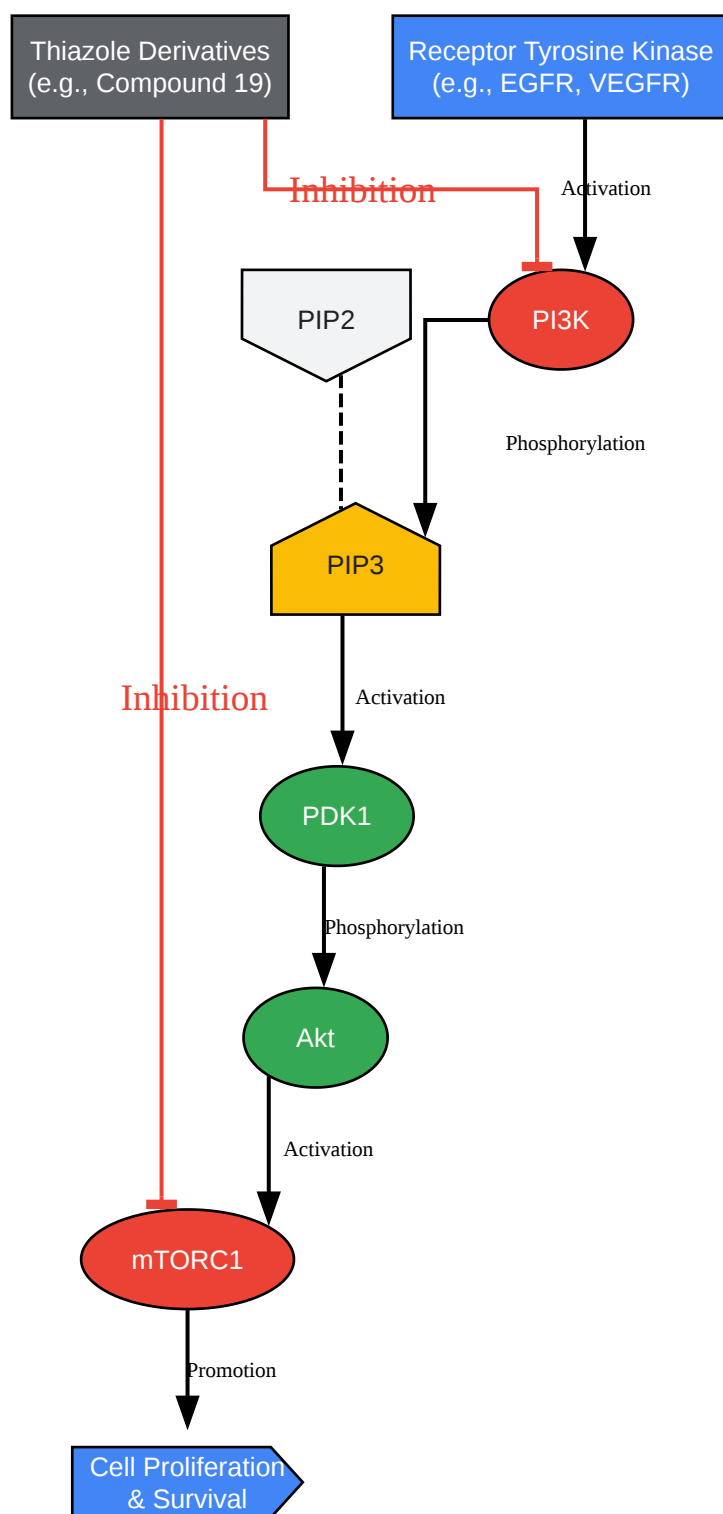 Thiazole Derivatives
(e.g., Compound 19)
Receptor Tyrosine Kinase
(e.g., EGFR, VEGFR)
Inhibition
Activation
PIP2
PI3K
Phosphorylation
PIP3
Inhibition
Activation
PDK1
Phosphorylation
Akt
Activation
mTORC1
Promotion
Cell Proliferation
& Survival